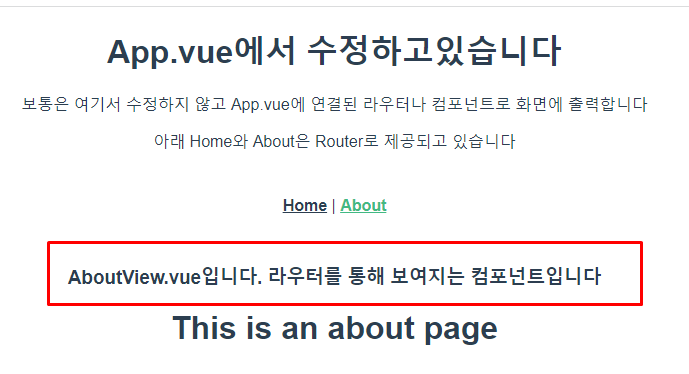 App.vue에서 수정하고있습니다
보통은 여기서 수정하지 않고 App.vue에 연결된 라우터나 컴포넌트로 화면에 출력합니다
아래 Home와 About은 Router로 제공되고 있습니다
Home | About
AboutView.vue입니다. 라우터를 통해 보여지는 컴포넌트입니다
This is an about page